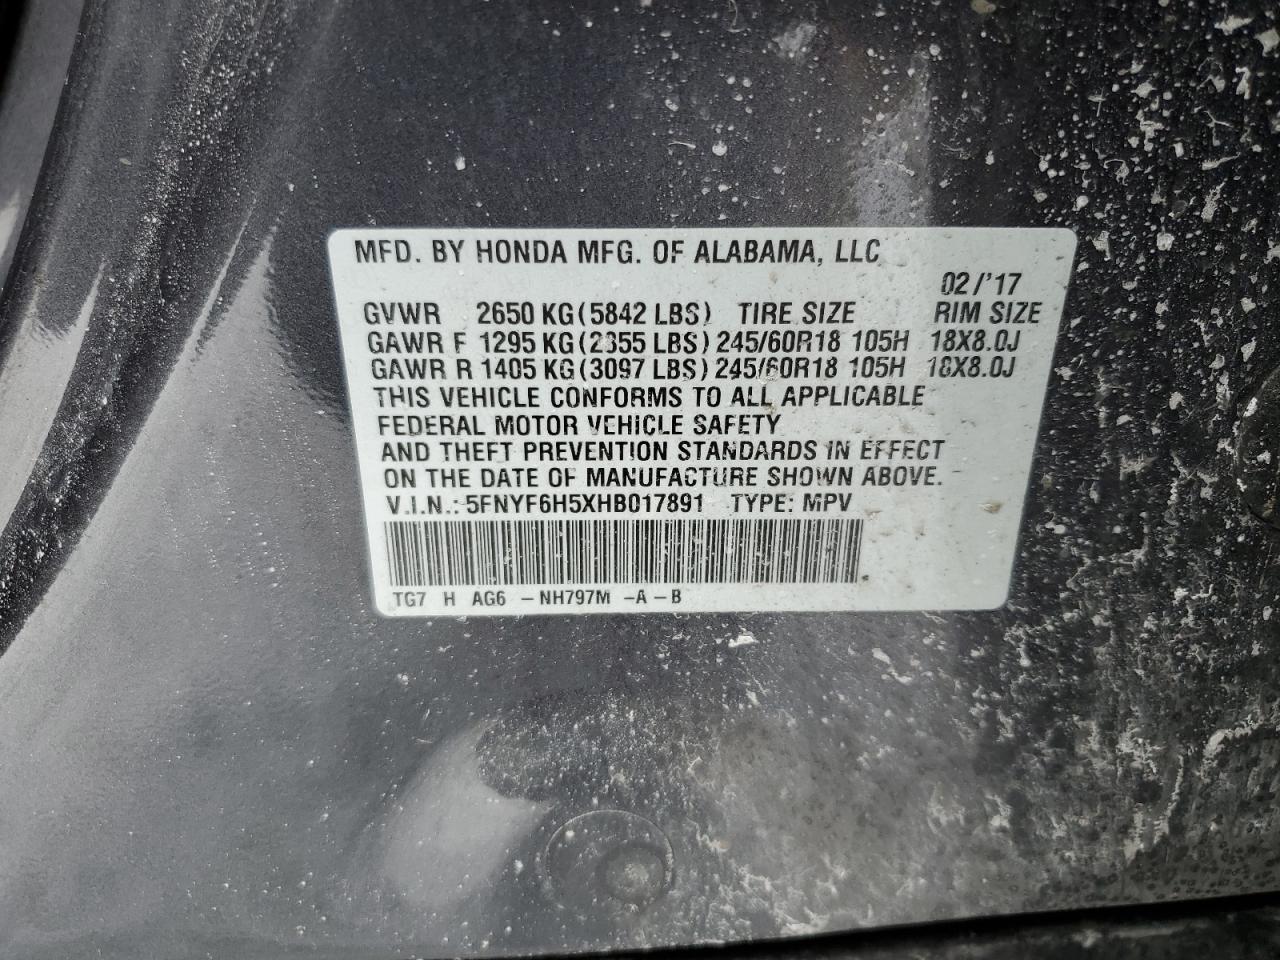 MFD. BY HONDA MFG. OF ALABAMA, LLC
02/'17
GVWR 2650 KG(5842 LBS) TIRE SIZE RIM SIZE
GAWR F 1295 KG(2855 LBS) 245/60R18 105H 18X8.0J
GAWR R 1405 KG(3097 LBS) 245/60R18 105H 18X8.0J
THIS VEHICLE CONFORMS TO ALL APPLICABLE
FEDERAL MOTOR VEHICLE SAFETY
AND THEFT PREVENTION STANDARDS IN EFFECT
ON THE DATE OF MANUFACTURE SHOWN ABOVE.
V.I.N.: 5FNYF6H5XHB017891 TYPE: MPV
TG7 H AG6 -NH797M -A-B